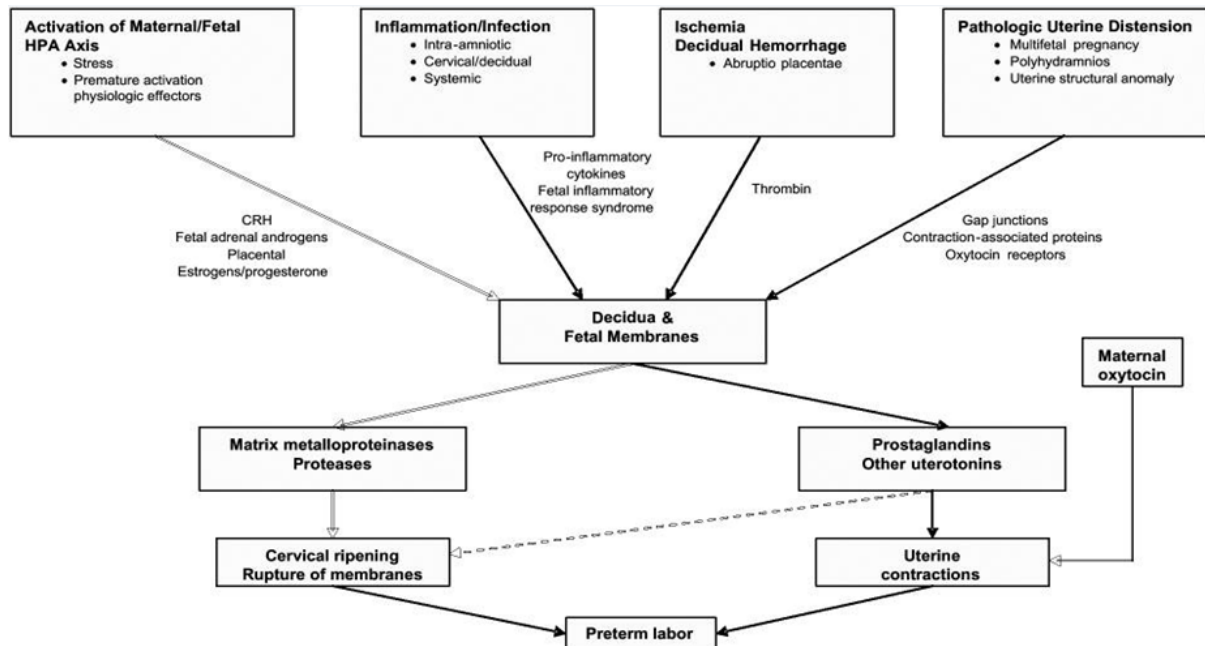 Activation of Maternal/Fetal
HPA Axis
• Stress
• Premature activation
physiologic effectors
Inflammation/Infection
• Intra-amniotic
• Cervical/decidual
• Systemic
Ischemia
Decidual Hemorrhage
• Abruptio placentae
Pathologic Uterine Distension
• Multifetal pregnancy
• Polyhydramnios
• Uterine structural anomaly
CRH
Fetal adrenal androgens
Placental
Estrogens/progesterone
Pro-inflammatory
cytokines
Fetal inflammatory
response syndrome
Thrombin
Gap junctions
Contraction-associated proteins
Oxytocin receptors
Decidua &
Fetal Membranes
Maternal
oxytocin
Matrix metalloproteinases
Proteases
Prostaglandins
Other uterotonins
Cervical ripening
Rupture of membranes
Uterine
contractions
Preterm labor